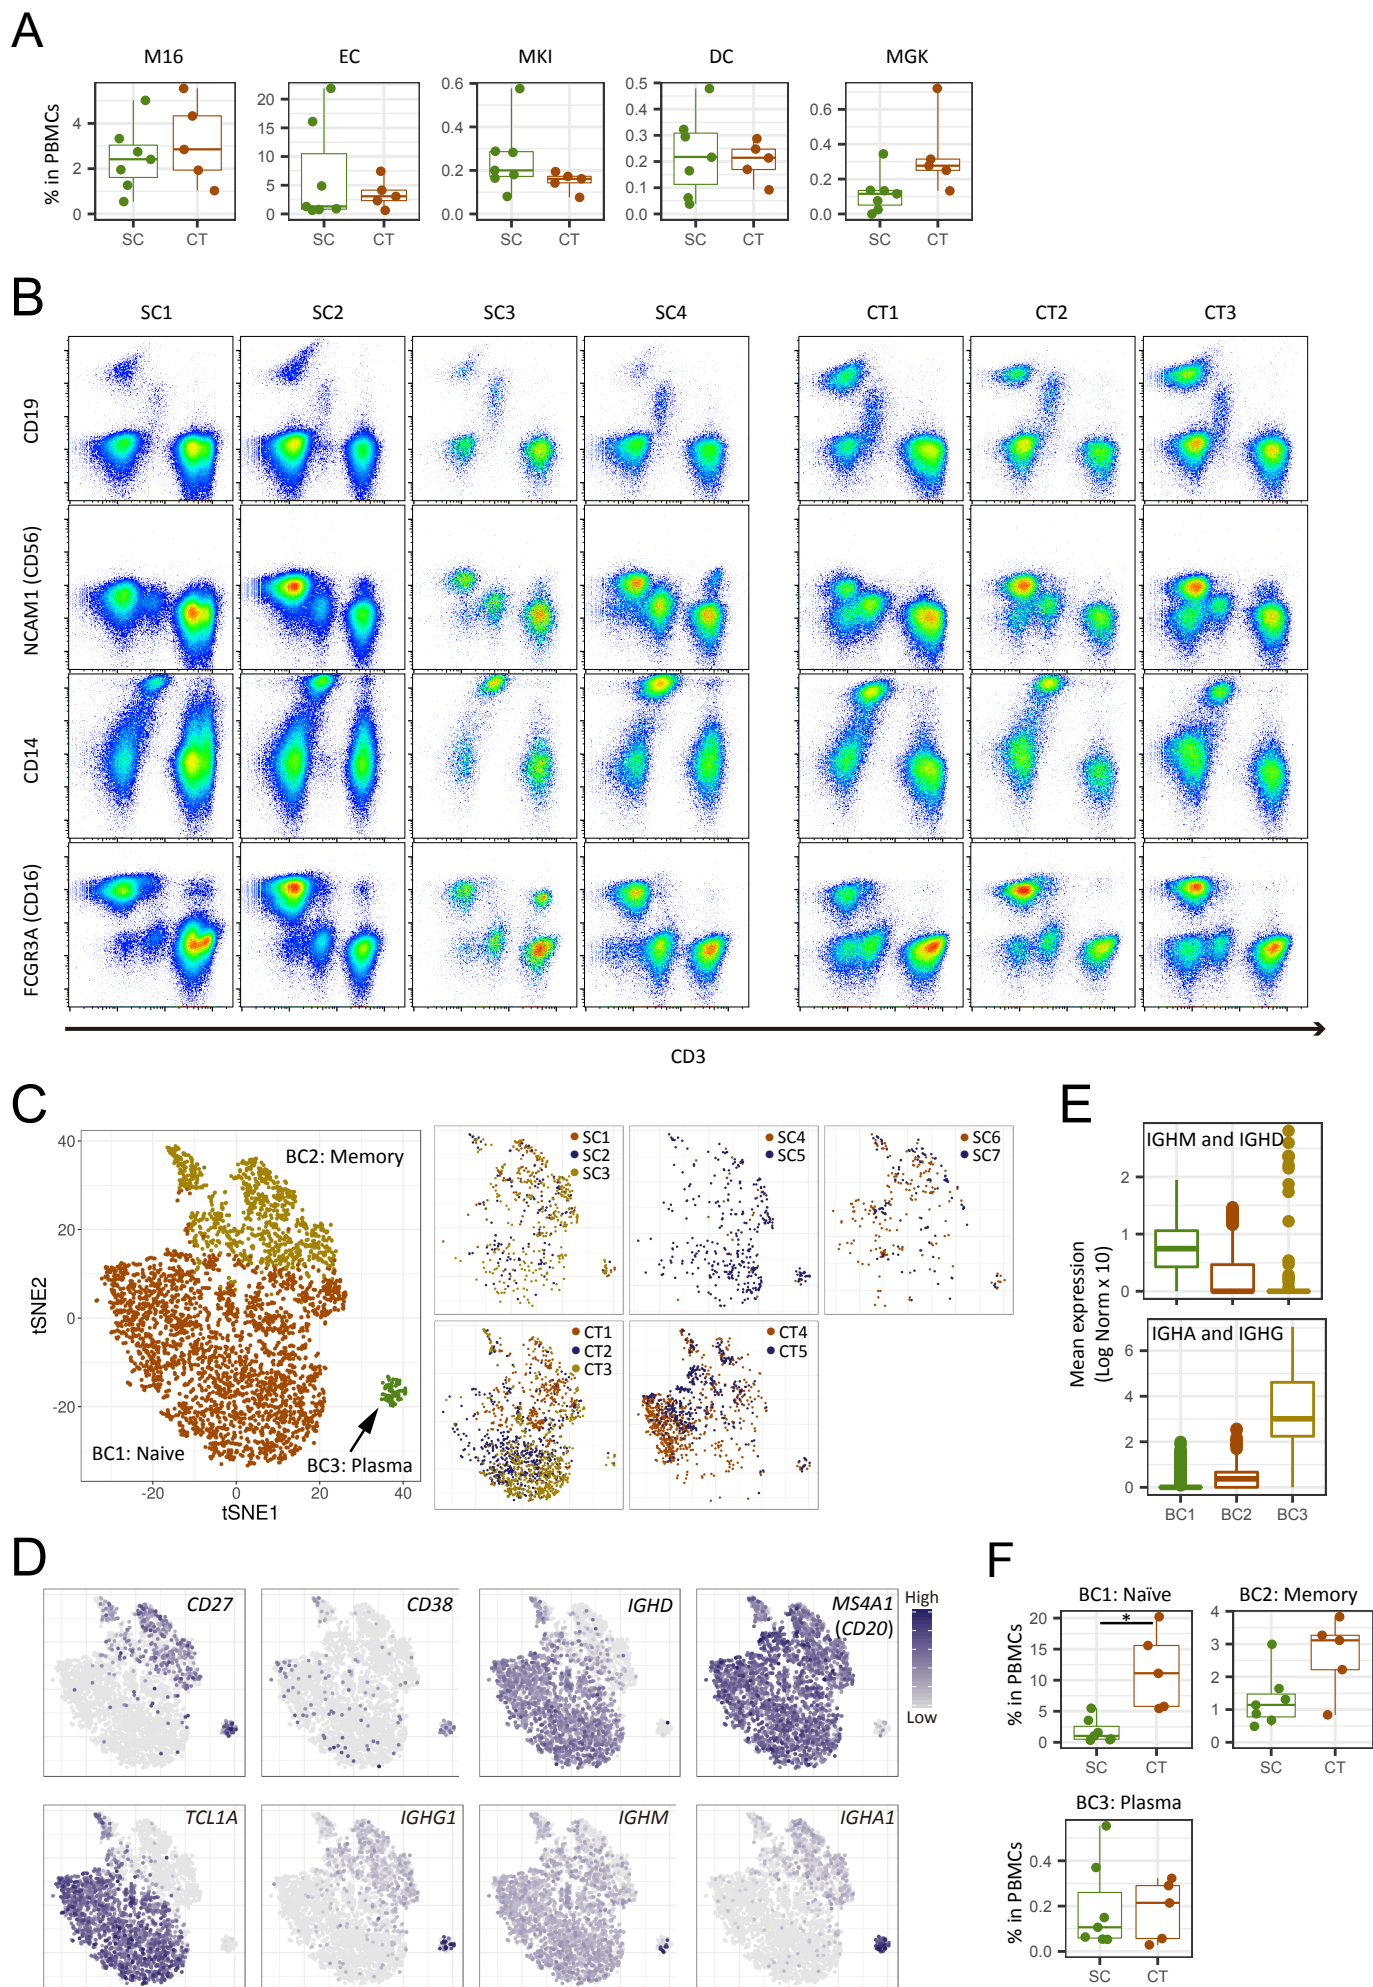 A
M16 EC MKI DC MGK
% in PBMCs
4
2
0
SC CT
20
15
10
5
0
SC CT
0.6
0.4
0.2
0.0
SC CT
0.5
0.4
0.3
0.2
0.1
0.0
SC CT
0.6
0.4
0.2
0.0
SC CT
B
SC1 SC2 SC3 SC4 CT1 CT2 CT3
CD19
NCAM1 (CD56)
CD14
FCGR3A (CD16)
CD3
C
40
20
0
-20
tSNE2
BC2: Memory
BC1: Naive
BC3: Plasma
-20 0 20 40
tSNE1
SC1
SC2
SC3
SC4
SC5
SC6
SC7
CT1
CT2
CT3
CT4
CT5
E
Mean expression
(Log Norm x 10)
IGHM and IGHD
2
1
0
IGHA and IGHG
6
4
2
0
BC1 BC2 BC3
D
CD27
CD38
IGHD
MS4A1
(CD20)
High
Low
TCL1A
IGHG1
IGHM
IGHA1
F
BC1: Naïve
% in PBMCs
20
15
10
5
0
*
SC CT
BC2: Memory
4
3
2
1
0
SC CT
BC3: Plasma
% in PBMCs
0.4
0.2
0.0
SC CT